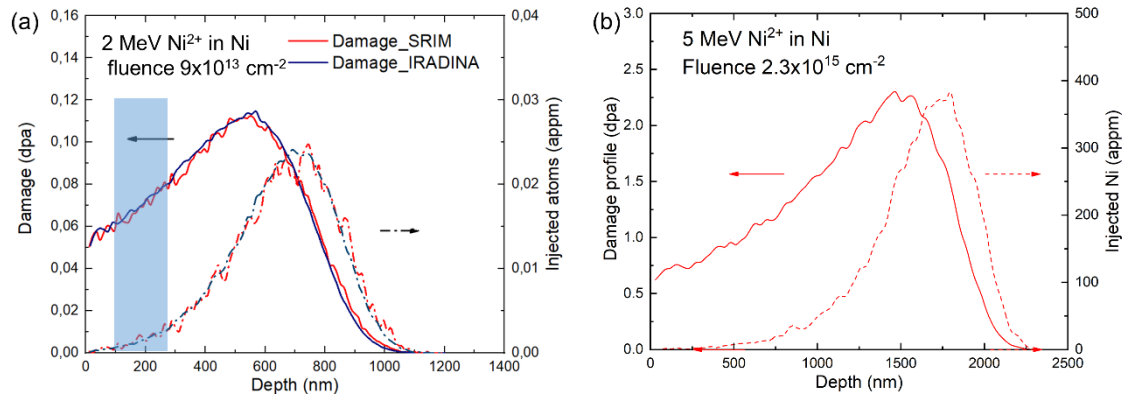 (a)
2 MeV Ni²⁺ in Ni
fluence 9x10¹³ cm⁻²
Damage_SRIM
Damage_IRADINA
Damage (dpa)
0,16
0,14
0,12
0,10
0,08
0,06
0,04
0,02
0,00
0,04
0,03
0,02
0,01
0,00
Injected atoms (appm)
0 200 400 600 800 1000 1200 1400
Depth (nm)
(b)
5 MeV Ni²⁺ in Ni
Fluence 2.3x10¹⁵ cm⁻²
Damage profile (dpa)
3.0
2.5
2.0
1.5
1.0
0.5
0.0
500
400
300
200
100
0
Injected Ni (appm)
0 500 1000 1500 2000 2500
Depth (nm)